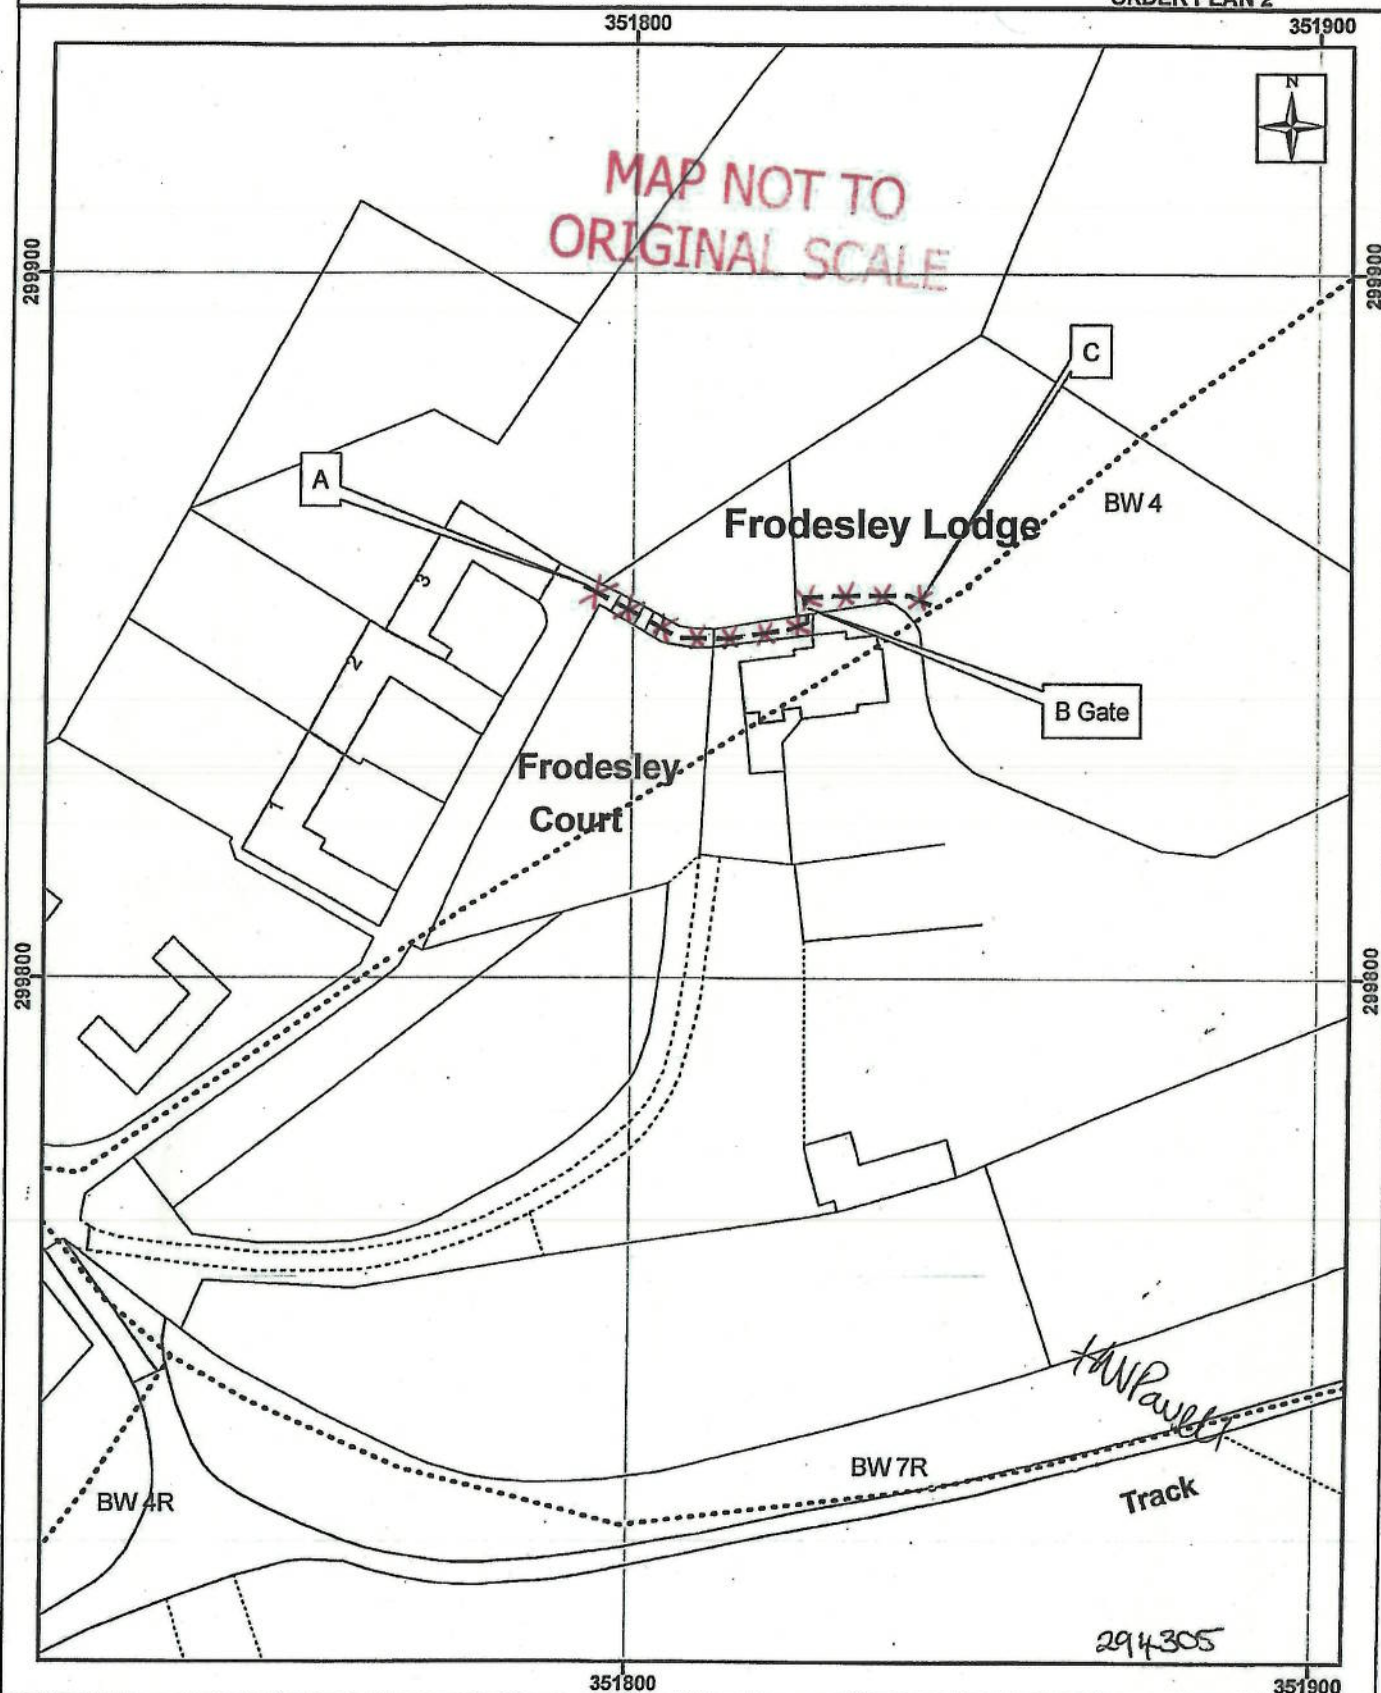 ORDER PLAN 2
351800
351900
N
MAP NOT TO
ORIGINAL SCALE
299900
299900
C
A
BW 4
Frodesley Lodge
3
2
B Gate
Frodesley
Court
1
299800
299800
BW 7R
BW 4R
Track
294305
351800
351900